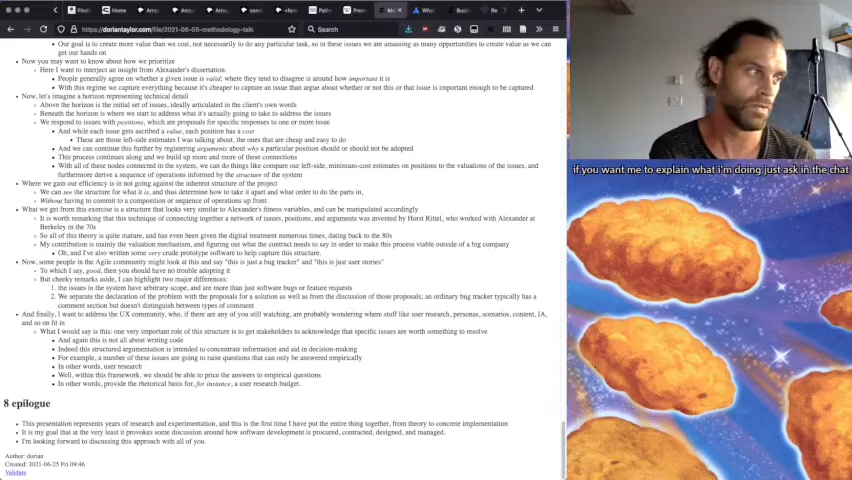 Find
Home
Array
Ama
Array
Array
conv
Path
W Prese
What
Busi
Re
https://doriantaylor.com/file/2021-06-05-methodology-talk
Search
Our goal is to create more value than we cost, not necessarily to do any particular task, so in these issues we are amassing as many opportunities to create value as we can
get our hands on
Now you may want to know about how we prioritize
Here I want to interject an insight from Alexander's dissertation:
People generally agree on whether a given issue is valid; where they tend to disagree is around how important it is
With this regime we capture everything because it's cheaper to capture an issue than argue about whether or not this or that issue is important enough to be captured
Now, let's imagine a horizon representing technical detail
Above the horizon is the initial set of issues, ideally articulated in the client's own words
Beneath the horizon is where we start to address what it's actually going to take to address the issues
We respond to issues with positions, which are proposals for specific responses to one or more issue
And while each issue gets ascribed a value, each position has a cost
These are those left-side estimates I was talking about, the ones that are cheap and easy to do
And we can continue this further by registering arguments about why a particular position should or should not be adopted
This process continues along and we build up more and more of these connections
With all of these nodes connected in the system, we can do things like compare our left-side, minimum-cost estimates on positions to the valuations of the issues, and
furthermore derive a sequence of operations informed by the structure of the system
Where we gain our efficiency is in not going against the inherent structure of the project
We can see the structure for what it is, and thus determine how to take it apart and what order to do the parts in,
Without having to commit to a composition or sequence of operations up front.
What we get from this exercise is a structure that looks very similar to Alexander's fitness variables, and can be manipulated accordingly
It is worth remarking that this technique of connecting together a network of issues, positions, and arguments was invented by Horst Rittel, who worked with Alexander at
Berkeley in the 70s
So all of this theory is quite mature, and has even been given the digital treatment numerous times, dating back to the 80s
My contribution is mainly the valuation mechanism, and figuring out what the contract needs to say in order to make this process viable outside of a big company
Oh, and I've also written some very crude prototype software to help capture this structure.
Now, some people in the Agile community might look at this and say "this is just a bug tracker" and "this is just user stories"
To which I say, good, then you should have no trouble adopting it
But cheeky remarks aside, I can highlight two major differences:
1. the issues in the system have arbitrary scope, and are more than just software bugs or feature requests
2. We separate the declaration of the problem with the proposals for a solution as well as from the discussion of those proposals; an ordinary bug tracker typically has a
comment section but doesn't distinguish between types of comment
And finally, I want to address the UX community, who, if there are any of you still watching, are probably wondering where stuff like user research, personas, scenarios, content, IA,
and so on fit in
What I would say is this: one very important role of this structure is to get stakeholders to acknowledge that specific issues are worth something to resolve
And again this is not all about writing code
Indeed this structured argumentation is intended to concentrate information and aid in decision-making
For example, a number of these issues are going to raise questions that can only be answered empirically
In other words, user research
Well, within this framework, we should be able to price the answers to empirical questions
In other words, provide the rhetorical basis for, for instance, a user research budget.
8 epilogue
This presentation represents years of research and experimentation, and this is the first time I have put the entire thing together, from theory to concrete implementation
It is my goal that at the very least it provokes some discussion around how software development is procured, contracted, designed, and managed.
I'm looking forward to discussing this approach with all of you.
Author: dorian
Created: 2021-06-25 Fri 09:46
Validate
if you want me to explain what i'm doing just ask in the chat